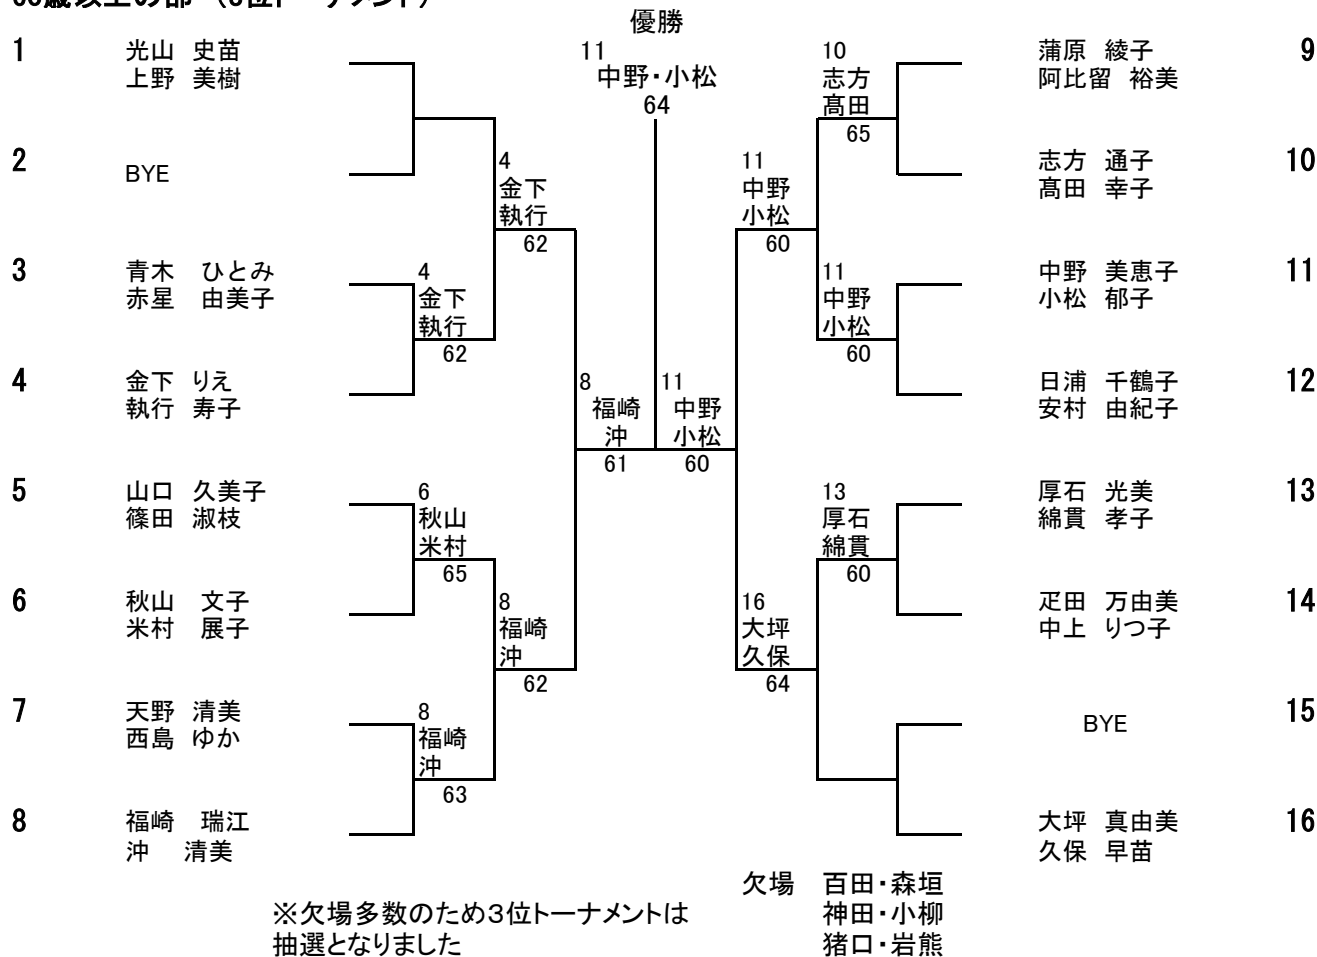 歳以上の部
優勝
11
中野・小松
64
1
光山 史苗
上野 美樹
2
BYE
3
青木 ひとみ
赤星 由美子
4
金下 りえ
執行 寿子
5
山口 久美子
篠田 淑枝
6
秋山 文子
米村 展子
7
天野 清美
西島 ゆか
8
福崎 瑞江
沖 清美
4
金下
執行
62
6
秋山
米村
65
8
福崎
沖
63
4
金下
執行
62
8
福崎
沖
62
8
福崎
沖
61
11
中野
小松
60
11
中野
小松
60
16
大坪
久保
64
10
志方
髙田
65
11
中野
小松
60
13
厚石
綿貫
60
蒲原 綾子
阿比留 裕美
9
志方 通子
髙田 幸子
10
中野 美恵子
小松 郁子
11
日浦 千鶴子
安村 由紀子
12
厚石 光美
綿貫 孝子
13
疋田 万由美
中上 りつ子
14
BYE
15
大坪 真由美
久保 早苗
16
欠場 百田・森垣
神田・小柳
猪口・岩熊
※欠場多数のため３位トーナメントは
抽選となりました